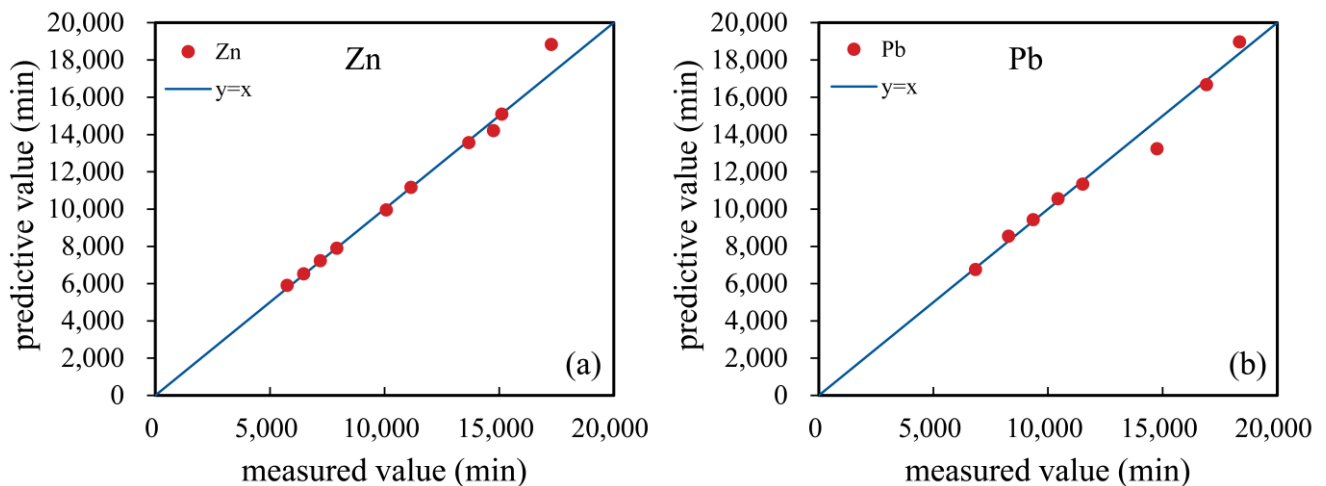 20,000
18,000
16,000
14,000
12,000
10,000
8,000
6,000
4,000
2,000
0
predictive value (min)
Zn
y=x
Zn
(a)
0
5,000
10,000
15,000
20,000
measured value (min)
20,000
18,000
16,000
14,000
12,000
10,000
8,000
6,000
4,000
2,000
0
predictive value (min)
Pb
y=x
Pb
(b)
0
5,000
10,000
15,000
20,000
measured value (min)